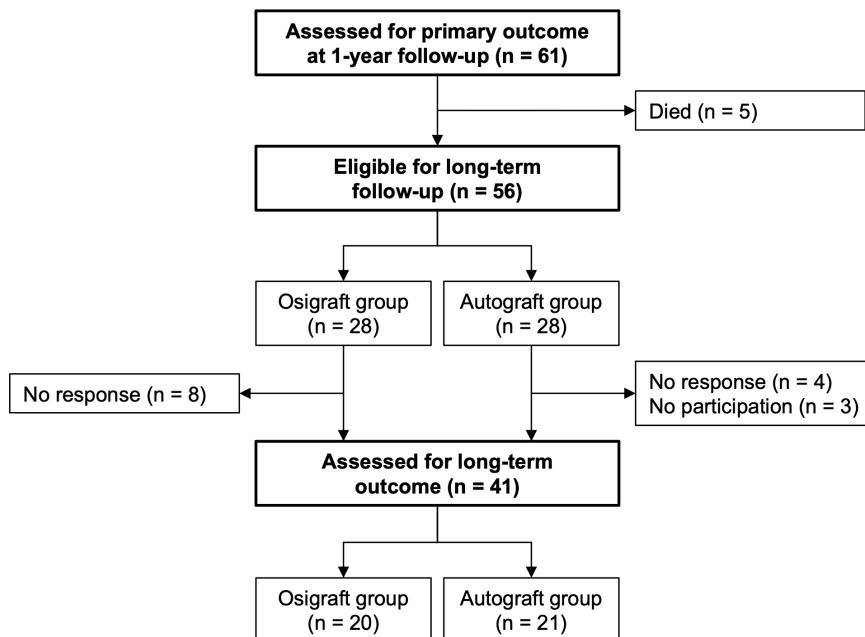 Assessed for primary outcome
at 1-year follow-up (n = 61)
Died (n = 5)
Eligible for long-term
follow-up (n = 56)
Osigraft group
(n = 28)
Autograft group
(n = 28)
No response (n = 8)
No response (n = 4)
No participation (n = 3)
Assessed for long-term
outcome (n = 41)
Osigraft group
(n = 20)
Autograft group
(n = 21)